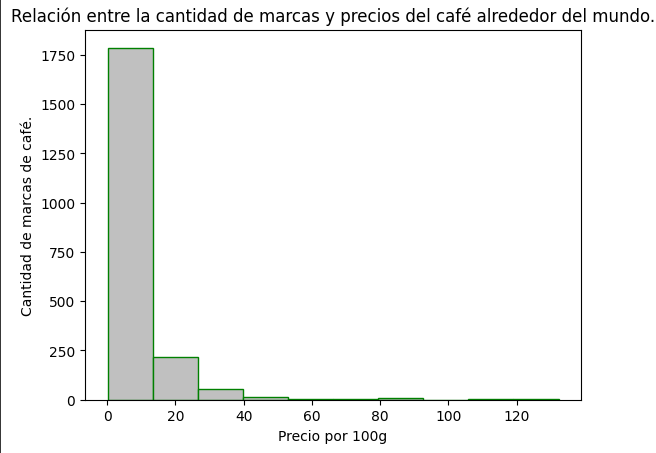 Relación entre la cantidad de marcas y precios del café alrededor del mundo.
1750
1500
1250
1000
750
500
250
0
Cantidad de marcas de café.
0 20 40 60 80 100 120
Precio por 100g